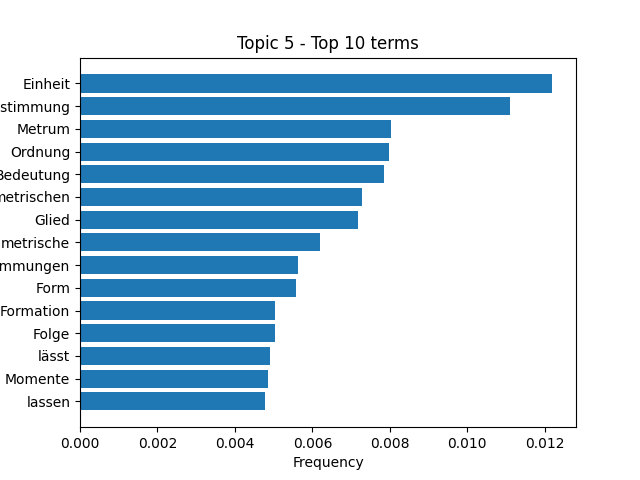 Topic 5 - Top 10 terms
Einheit
stimmung
Metrum
Ordnung
Bedeutung
metrischen
Glied
metrische
mmungen
Form
Formation
Folge
lässt
Momente
lassen
0.000 0.002 0.004 0.006 0.008 0.010 0.012
Frequency